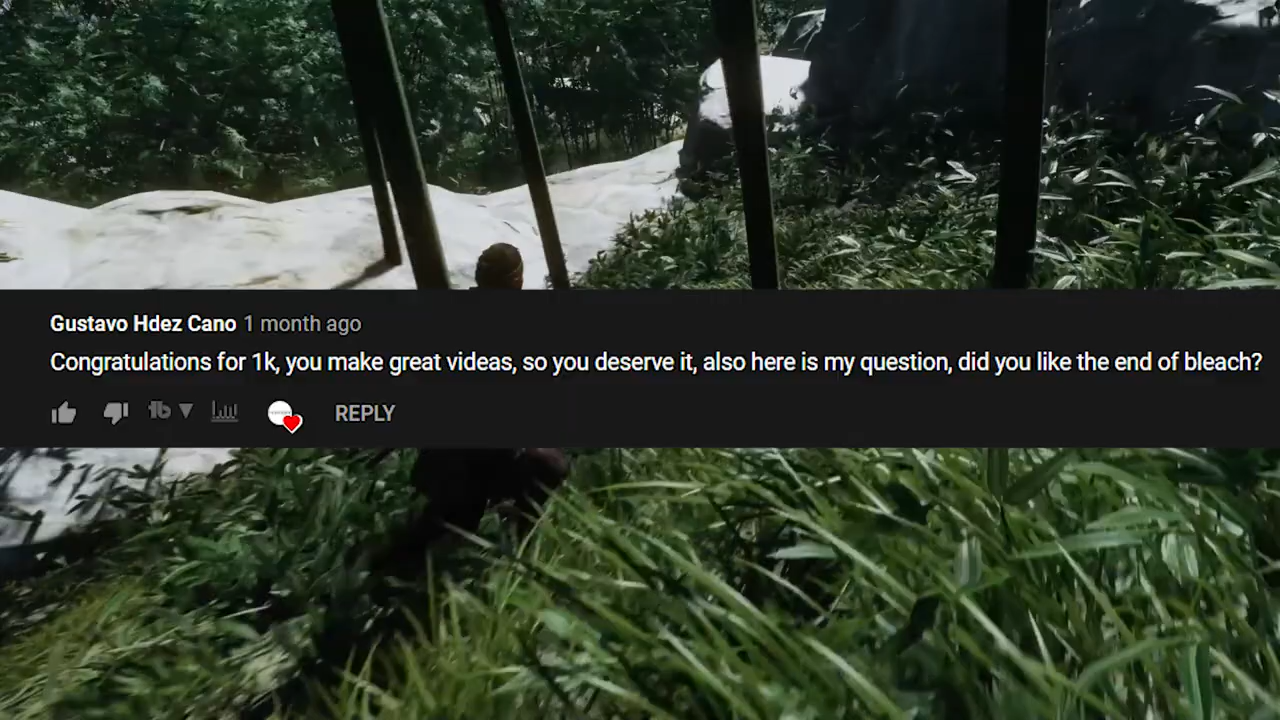 Gustavo Hdez Cano 1 month ago
Congratulations for 1k, you make great videas, so you deserve it, also here is my question, did you like the end of bleach?
REPLY